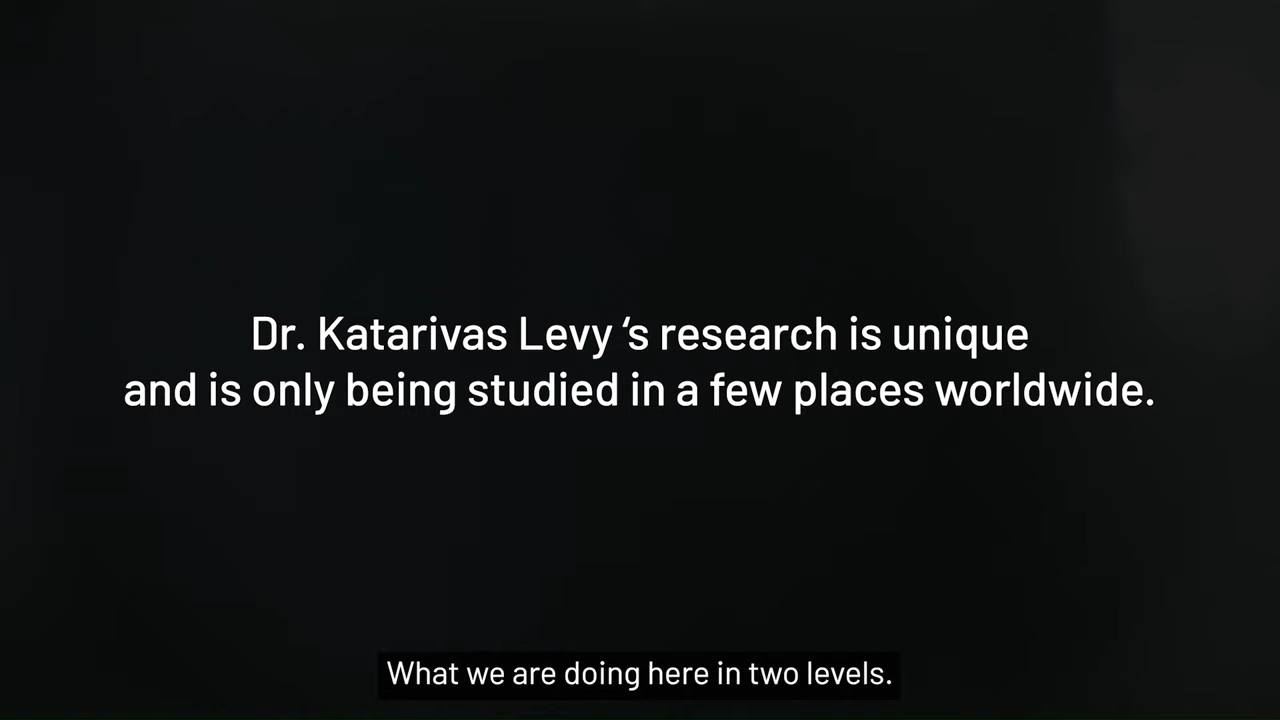 Dr. Katarivas Levy ‘s research is unique
and is only being studied in a few places worldwide.
What we are doing here in two levels.